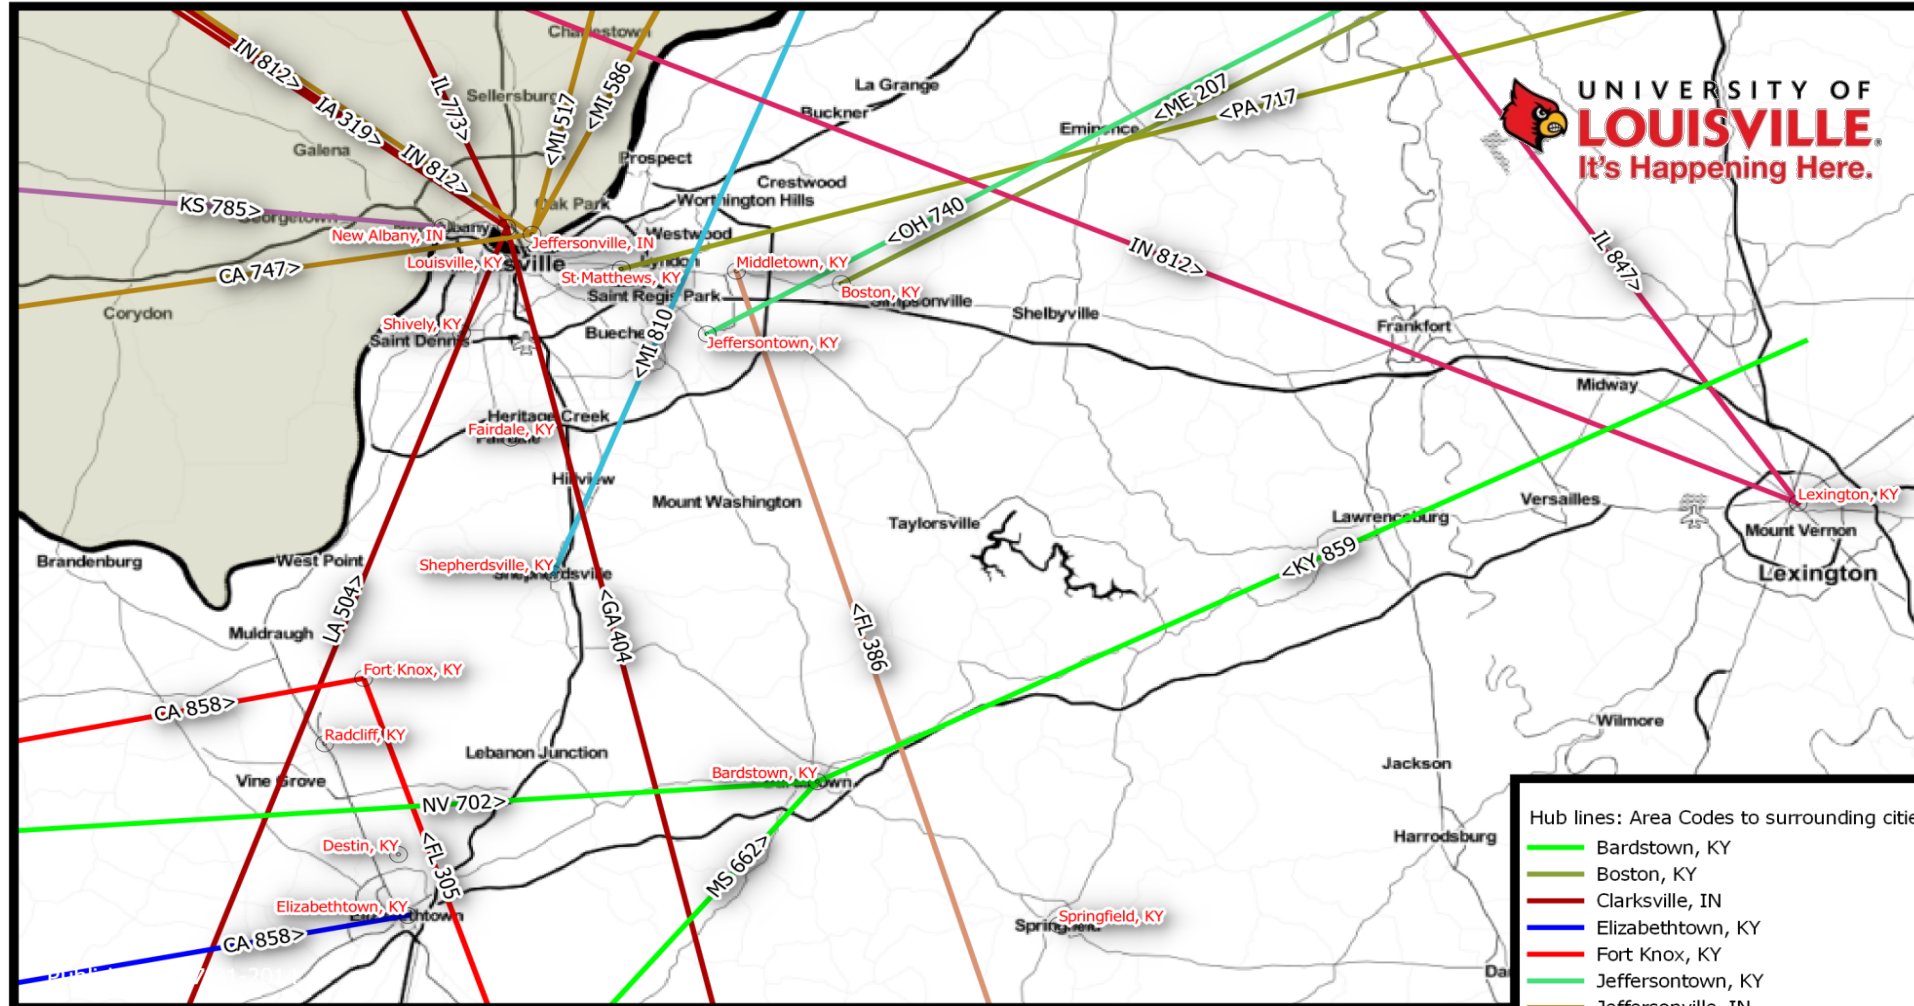 Charlestown
La Grange
Buckner
Eminence
Sellersburg
Galena
Prospect
Crestwood
Worthington Hills
Oak Park
Westwood
Georgetown
IN 812>
IA 319>
IN 812>
IL 773>
<MI 517
<MI 586
<ME 207
<PA 717
UNIVERSITY OF
LOUISVILLE.
It's Happening Here.
KS 785>
New Albany, IN
Jeffersonville, IN
Louisville, KY
CA 747>
St Matthews, KY
Lyndon
Middletown, KY
Boston, KY
Simpsonville
<OH 740
IN 812>
IL 847>
Corydon
Saint Regis Park
Shelbyville
Frankfort
Shively, KY
Saint Dennis
<MI 810
Jeffersontown, KY
Midway
Heritage Creek
Fairdale, KY
Fairdale
Hillview
Mount Washington
Taylorsville
Lawrenceburg
Versailles
Lexington, KY
Mount Vernon
Lexington
Brandenburg
West Point
Shepherdsville, KY
Shepherdsville
<KY 859
LA 504>
<GA 404
<FL 386
Muldraugh
Fort Knox, KY
CA 858>
Radcliff, KY
Lebanon Junction
Vine Grove
Bardstown, KY
NV 702>
Wilmore
Jackson
Harrodsburg
Destin, KY
<FL 305
MS 662>
Elizabethtown, KY
Elizabethtown
CA 858>
Springfield, KY
Springfield
Hub lines: Area Codes to surrounding citie
Bardstown, KY
Boston, KY
Clarksville, IN
Elizabethtown, KY
Fort Knox, KY
Jeffersontown, KY
Jeffersonville, IN